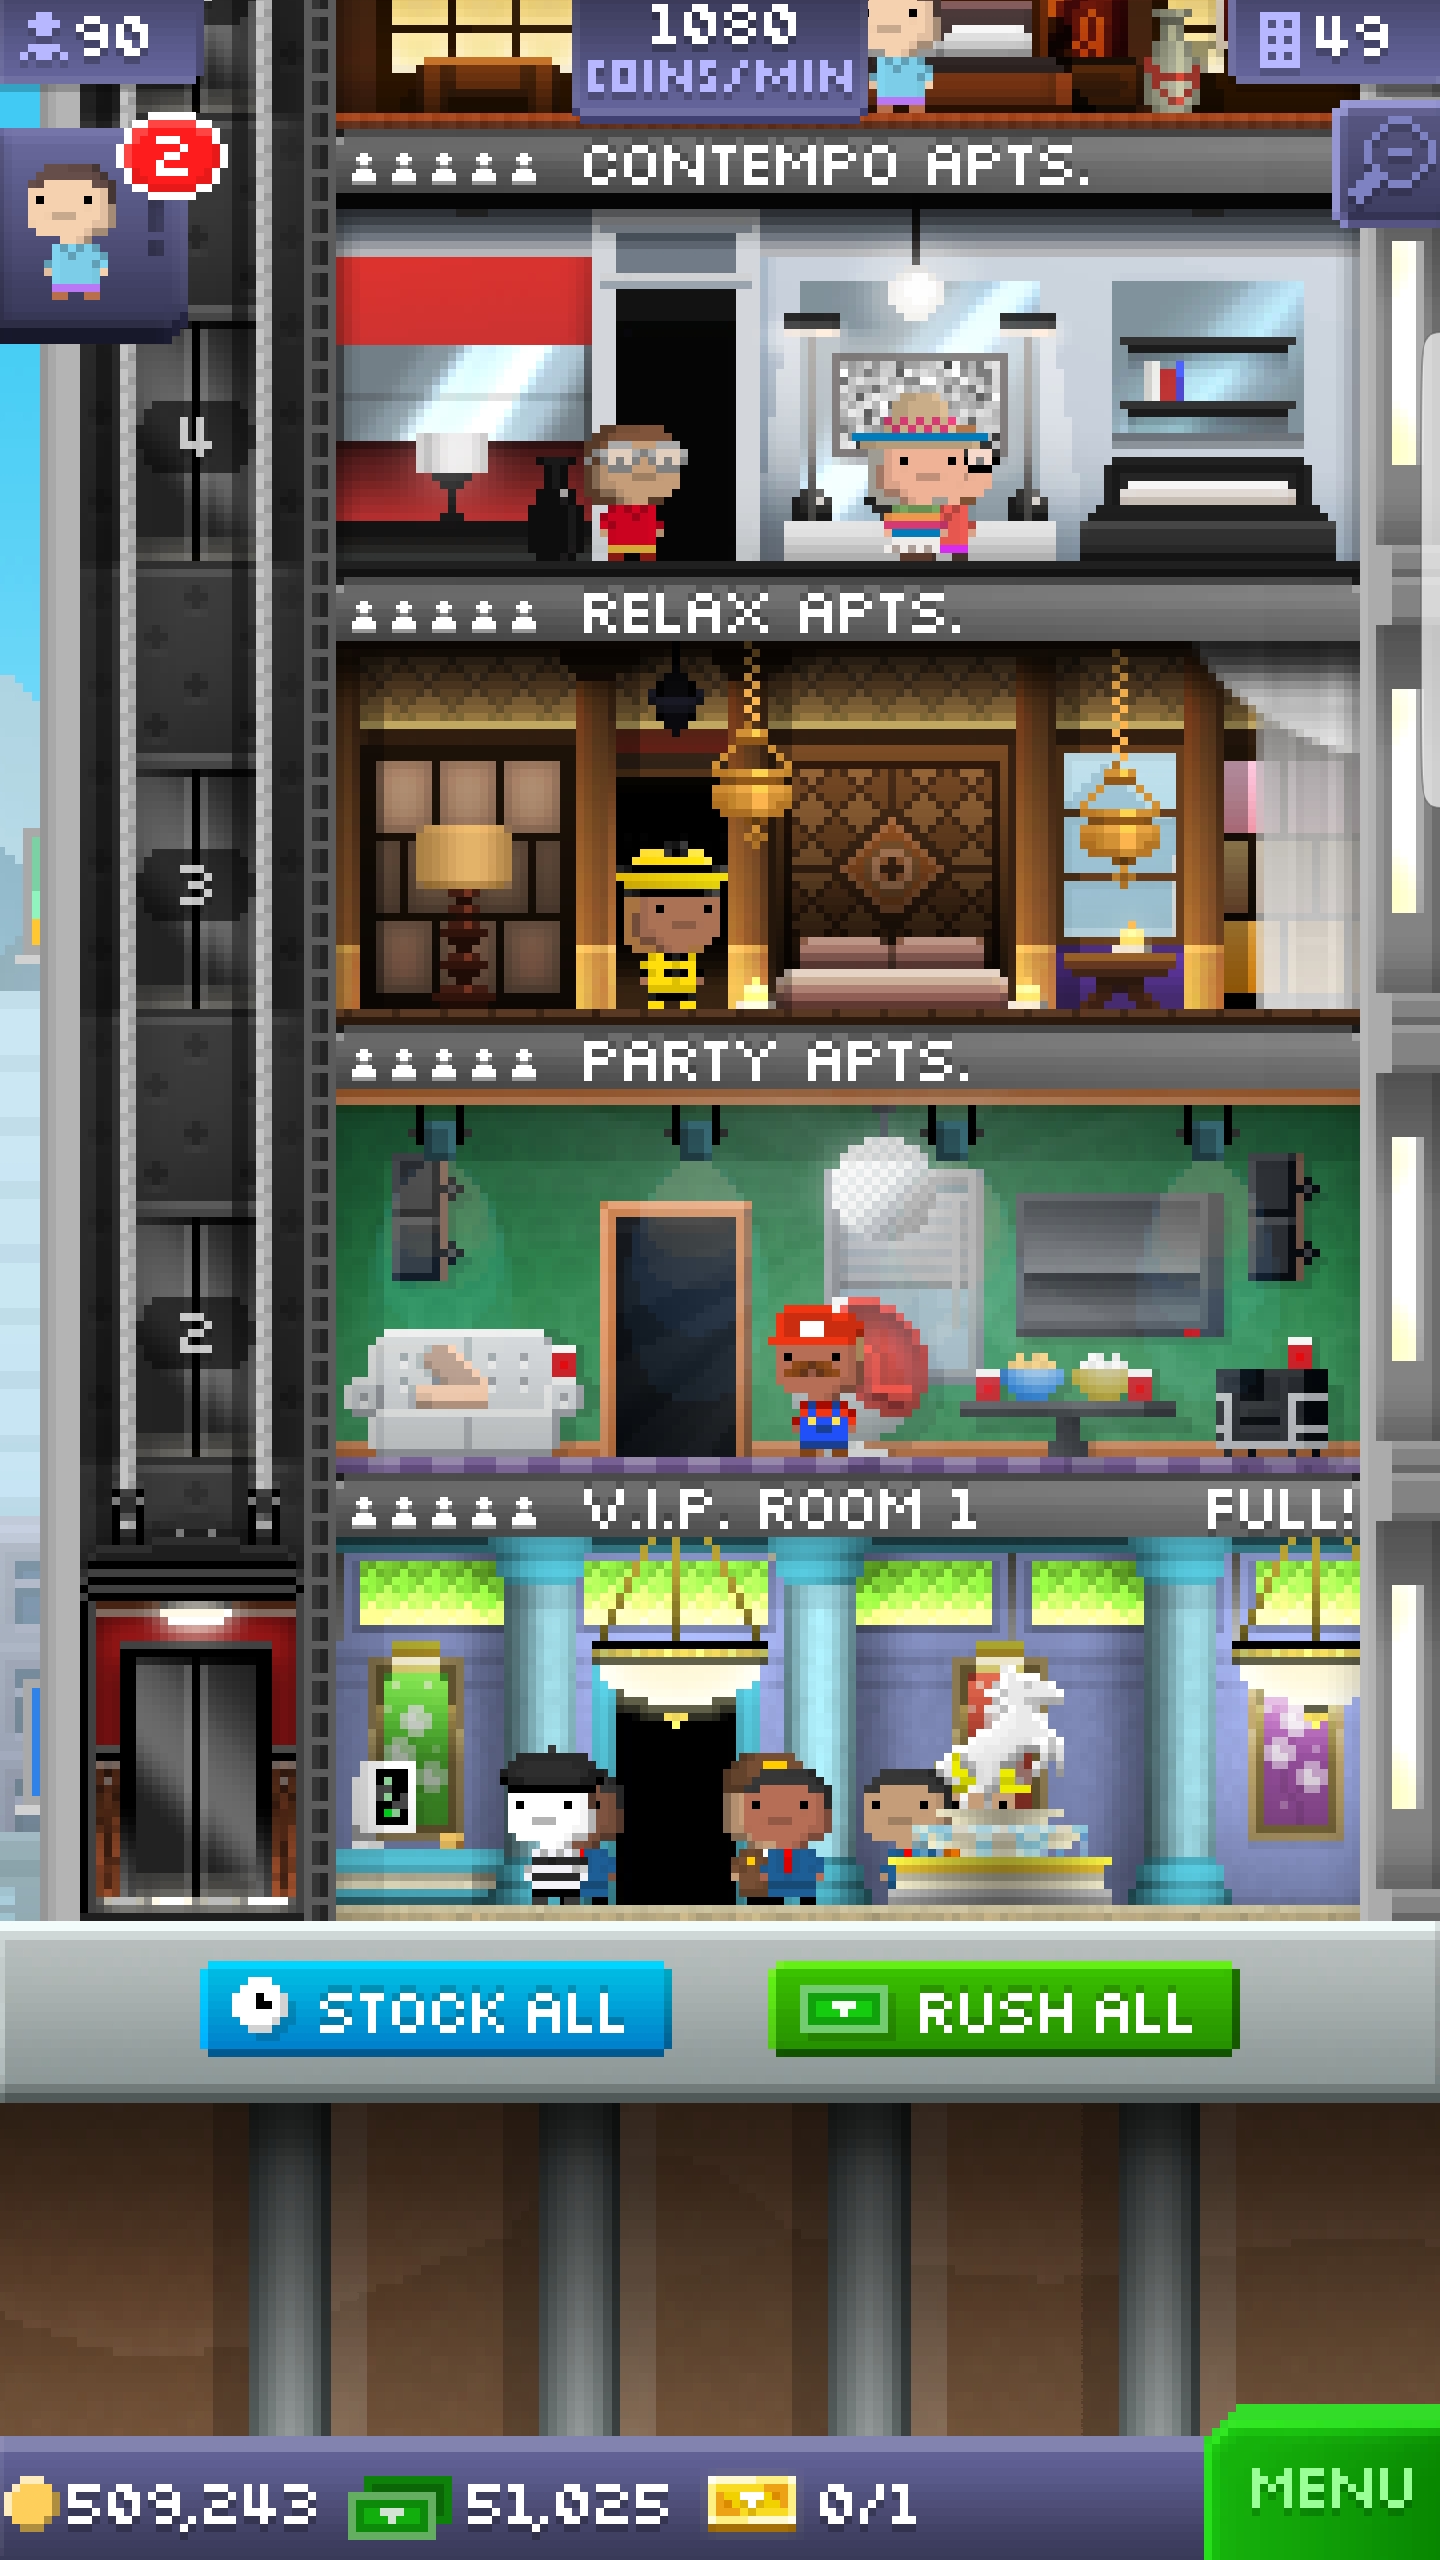 90
1080
COINS/MIN
49
2
CONTEMPO APTS.
4
RELAX APTS.
3
PARTY APTS.
2
V.I.P. ROOM 1 FULL!
STOCK ALL
RUSH ALL
509,243
51,025
0/1
MENU